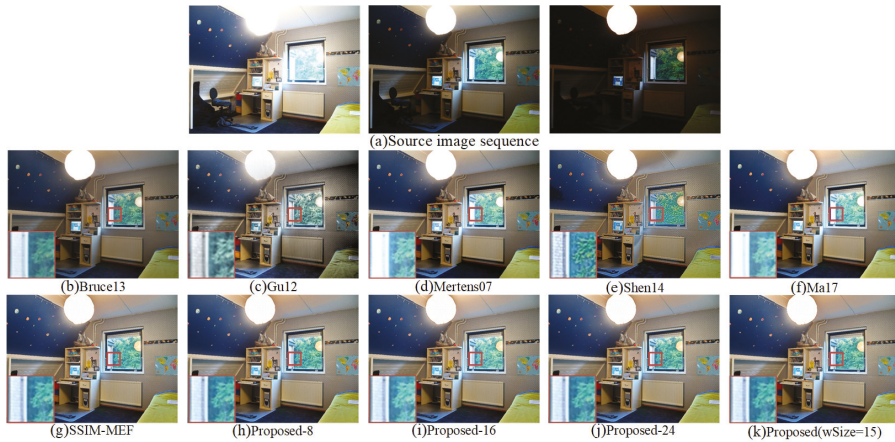 (a)Source image sequence
(b)Bruce13
(c)Gu12
(d)Mertens07
(e)Shen14
(f)Ma17
(g)SSIM-MEF
(h)Proposed-8
(i)Proposed-16
(j)Proposed-24
(k)Proposed(wSize=15)